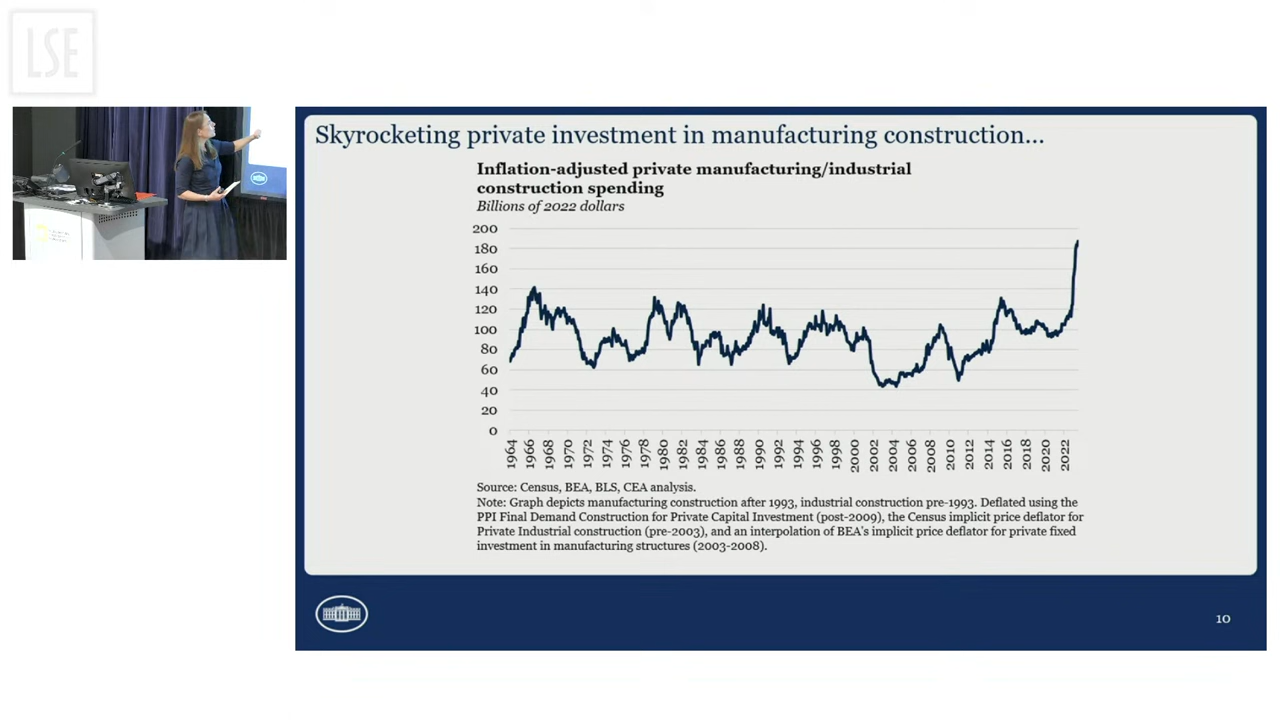 LSE
Skyrocketing private investment in manufacturing construction...
Inflation-adjusted private manufacturing/industrial
construction spending
Billions of 2022 dollars
200
180
160
140
120
100
80
60
40
20
0
1964 1966 1968 1970 1972 1974 1976 1978 1980 1982 1984 1986 1988 1990 1992 1994 1996 1998 2000 2002 2004 2006 2008 2010 2012 2014 2016 2018 2020 2022
Source: Census, BEA, BLS, CEA analysis.
Note: Graph depicts manufacturing construction after 1993, industrial construction pre-1993. Deflated using the
PPI Final Demand Construction for Private Capital Investment (post-2009), the Census implicit price deflator for
Private Industrial construction (pre-2003), and an interpolation of BEA's implicit price deflator for private fixed
investment in manufacturing structures (2003-2008).
10